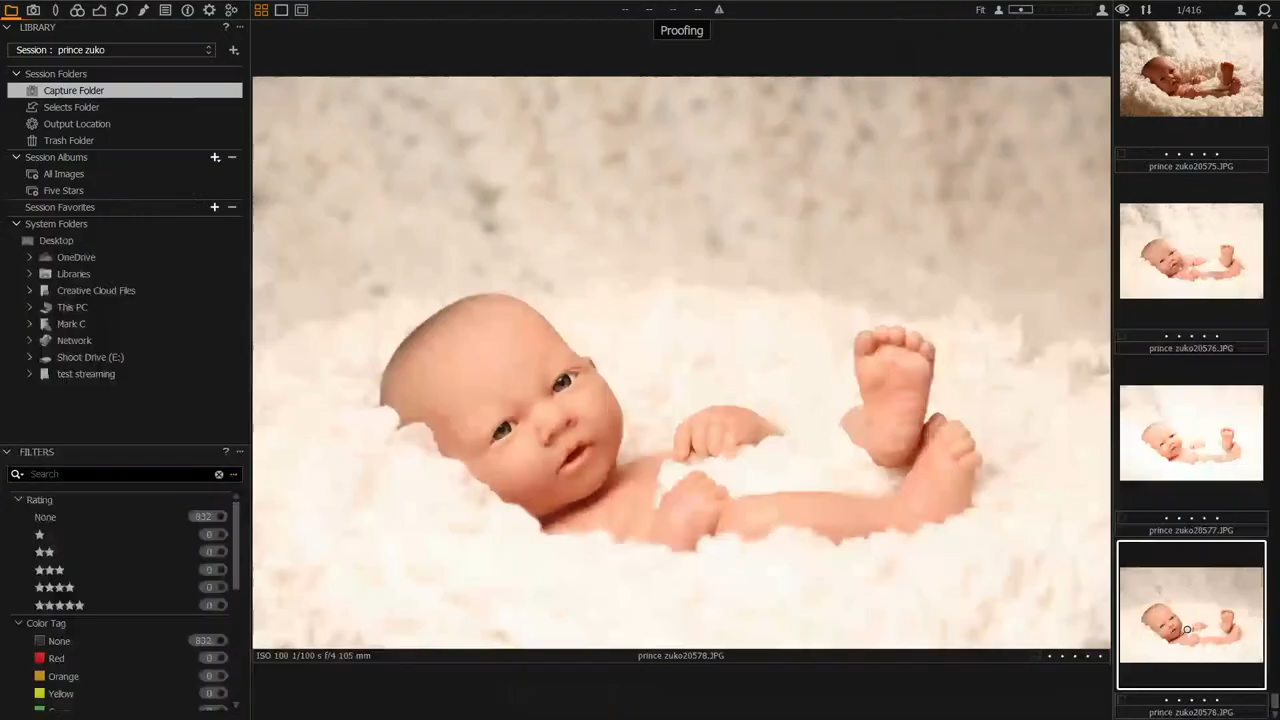 Fit
1/416
Proofing
LIBRARY
?
Session : prince zuko
Session Folders
Capture Folder
Selects Folder
Output Location
Trash Folder
Session Albums
All Images
Five Stars
Session Favorites
System Folders
Desktop
OneDrive
Libraries
Creative Cloud Files
This PC
Mark C
Network
Shoot Drive (E:)
test streaming
FILTERS
?
Search
Rating
None 832
0
0
0
0
0
Color Tag
None 832
Red 0
Orange 0
Yellow 0
ISO 100 1/100 s f/4 105 mm
prince zuko20578.JPG
prince zuko20575.JPG
prince zuko20576.JPG
prince zuko20577.JPG
prince zuko20578.JPG